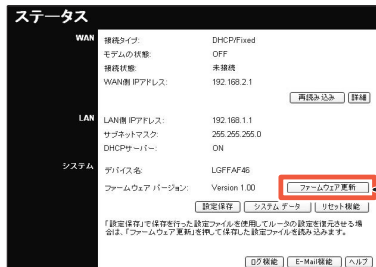 ステータス
WAN 接続タイプ: DHCP/Fixed
モデムの状態: OFF
接続状態: 未接続
WAN側 IPアドレス: 192.168.2.1
再読み込み 詳細
LAN LAN側 IPアドレス: 192.168.1.1
サブネットマスク: 255.255.255.0
DHCPサーバー: ON
システム デバイス名: LGFFAF46
ファームウェア バージョン: Version 1.00 ファームウェア更新
設定保存 システム データ リセット機能
「設定保存」で保存を行った設定ファイルを使用してルータの設定を復元させる場
合は、「ファームウェア更新」を押して保存した設定ファイルを読み込みます。
ログ機能 E-Mail機能 ヘルプ